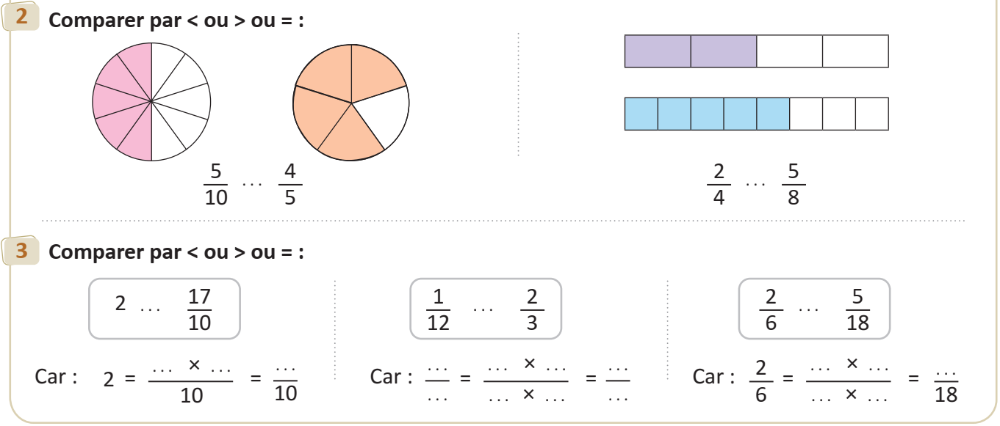 2 Comparer par < ou > ou = :
5/10 ... 4/5
2/4 ... 5/8
3 Comparer par < ou > ou = :
2 ... 17/10
1/12 ... 2/3
2/6 ... 5/18
Car : 2 = ... × .../10 = .../10
Car : .../... = ... × .../... × ... = .../...
Car : 2/6 = ... × .../... × ... = .../18